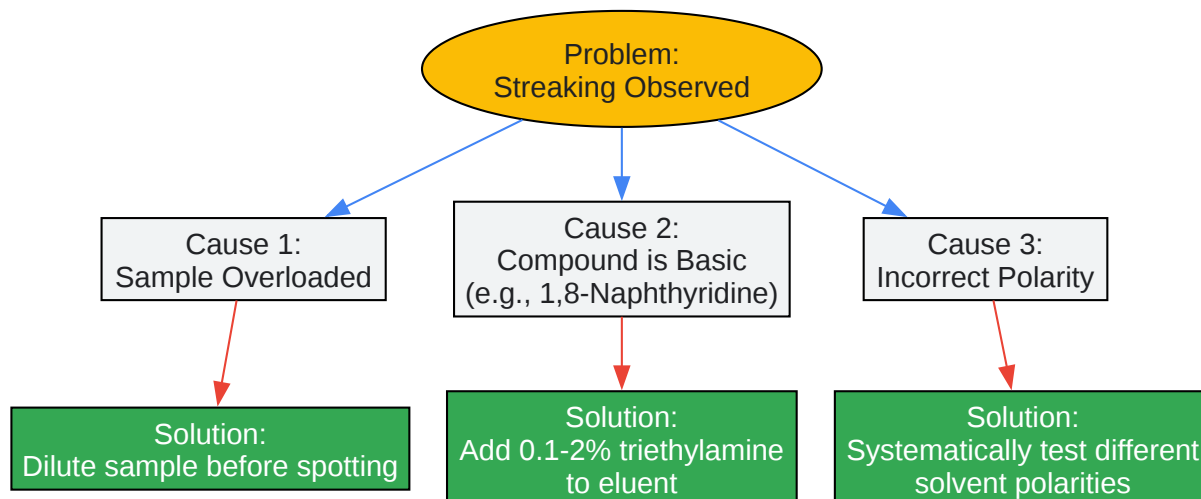 Problem:
Streaking Observed
Cause 1:
Sample Overloaded
Cause 2:
Compound is Basic
(e.g., 1,8-Naphthyridine)
Cause 3:
Incorrect Polarity
Solution:
Dilute sample before spotting
Solution:
Add 0.1-2% triethylamine
to eluent
Solution:
Systematically test different
solvent polarities